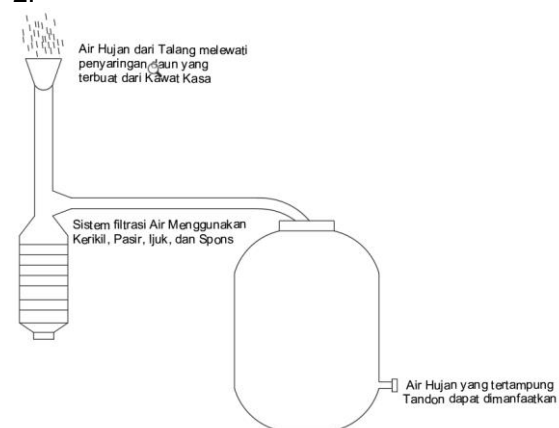 Air Hujan dari Talang melewati
penyaringan daun yang
terbuat dari Kawat Kasa
Sistem filtrasi Air Menggunakan
Kerikil, Pasir, Ijuk, dan Spons
Air Hujan yang tertampung
Tandon dapat dimanfaatkan